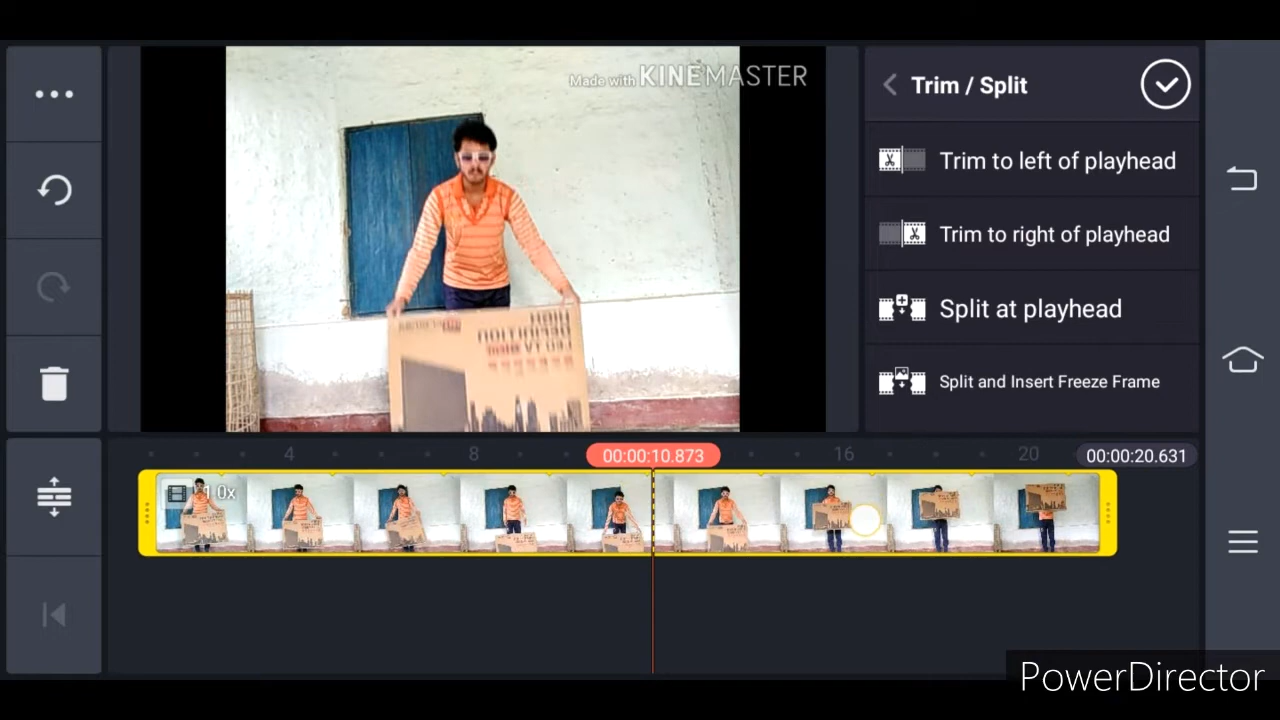 Made with KINEMASTER
Trim / Split
Trim to left of playhead
Trim to right of playhead
Split at playhead
Split and Insert Freeze Frame
4
8
00:00:10.873
16
20
00:00:20.631
1.0x
PowerDirector